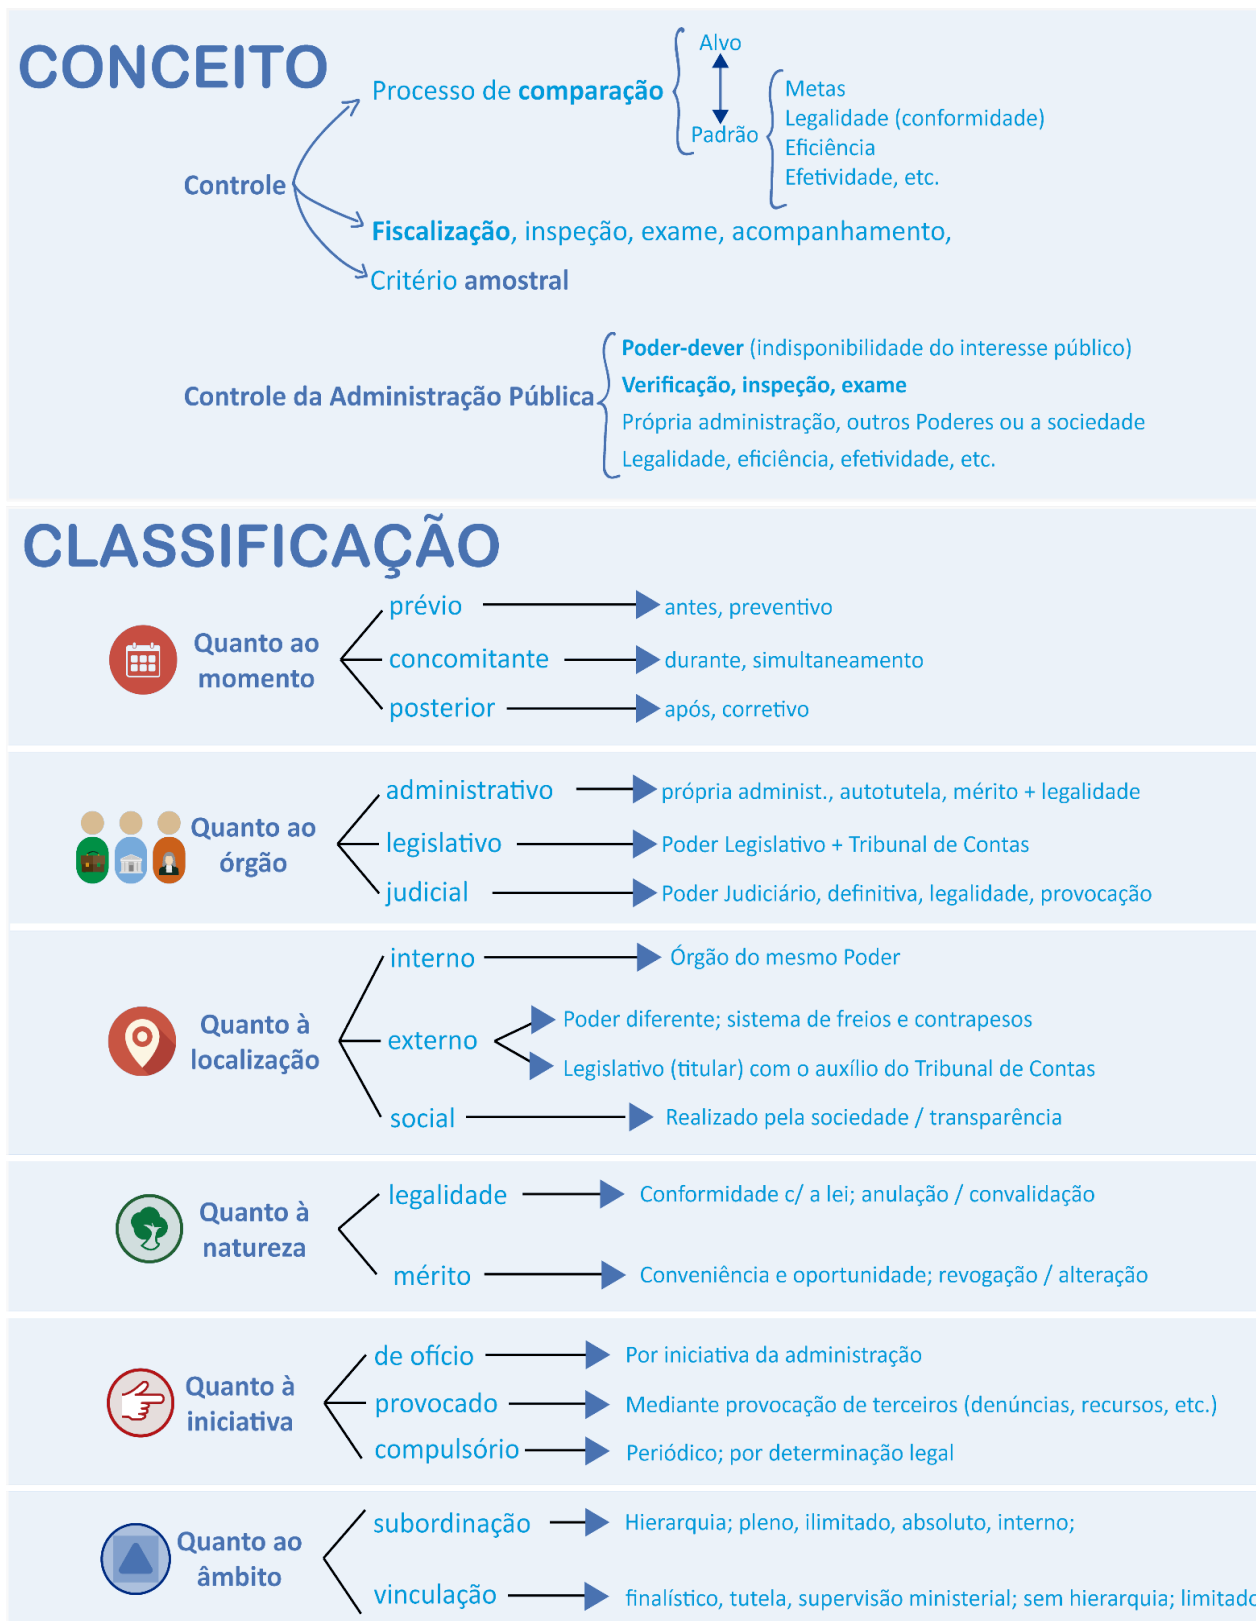 CONCEITO
Alvo
Processo de comparação
Padrão
Metas
Legalidade (conformidade)
Eficiência
Efetividade, etc.
Controle
Fiscalização, inspeção, exame, acompanhamento,
Critério amostral
Controle da Administração Pública
Poder-dever (indisponibilidade do interesse público)
Verificação, inspeção, exame
Própria administração, outros Poderes ou a sociedade
Legalidade, eficiência, efetividade, etc.
CLASSIFICAÇÃO
Quanto ao
momento
prévio
antes, preventivo
concomitante
durante, simultaneamento
posterior
após, corretivo
Quanto ao
órgão
administrativo
própria administ., autotutela, mérito + legalidade
legislativo
Poder Legislativo + Tribunal de Contas
judicial
Poder Judiciário, definitiva, legalidade, provocação
Quanto à
localização
interno
Órgão do mesmo Poder
externo
Poder diferente; sistema de freios e contrapesos
Legislativo (titular) com o auxílio do Tribunal de Contas
social
Realizado pela sociedade / transparência
Quanto à
natureza
legalidade
Conformidade c/ a lei; anulação / convalidação
mérito
Conveniência e oportunidade; revogação / alteração
Quanto à
iniciativa
de ofício
Por iniciativa da administração
provocado
Mediante provocação de terceiros (denúncias, recursos, etc.)
compulsório
Periódico; por determinação legal
Quanto ao
âmbito
subordinação
Hierarquia; pleno, ilimitado, absoluto, interno;
vinculação
finalístico, tutela, supervisão ministerial; sem hierarquia; limitado